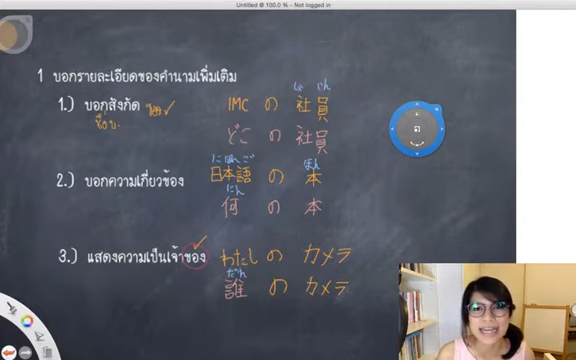 Untitled @ 100.0 % - Not logged in
1 บอกรายละเอียดของคำนามเพิ่มเติม
しゃ いん
1.) บอกสังกัด ของ ✓ IMC の 社員
ชื่อบ. どこ の 社員
にほんご ほん
2.) บอกความเกี่ยวข้อง 日本語 の 本
なん
何 の 本
3.) แสดงความเป็นเจ้าของ わたし の カメラ
だれ
誰 の カメラ